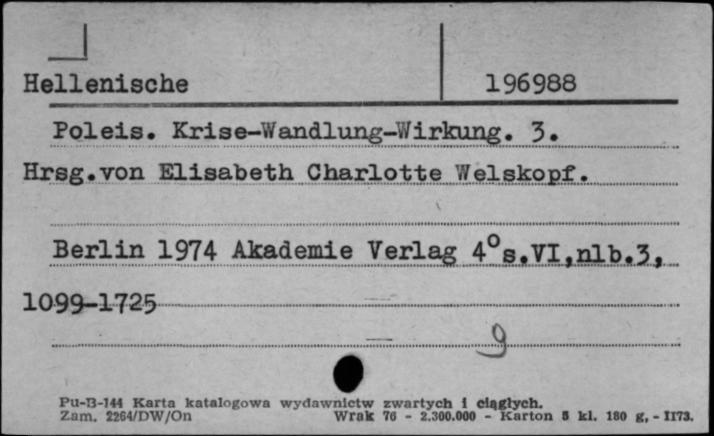 Hellenische 196988
Poleis. Krise-Wandlung-Wirkung. 3.
Hrsg.von Elisabeth Charlotte Welskopf.
Berlin 1974 Akademie Verlag 4°s.VI,nlb.3,
1099-1725
9
Pu-B-144 Karta katalogowa wydawnictw zwartych i ciągłych.
Zam. 2264/DW/On Wrak 76 - 2.300.000 - Karton 5 kl. 180 g, - II73.